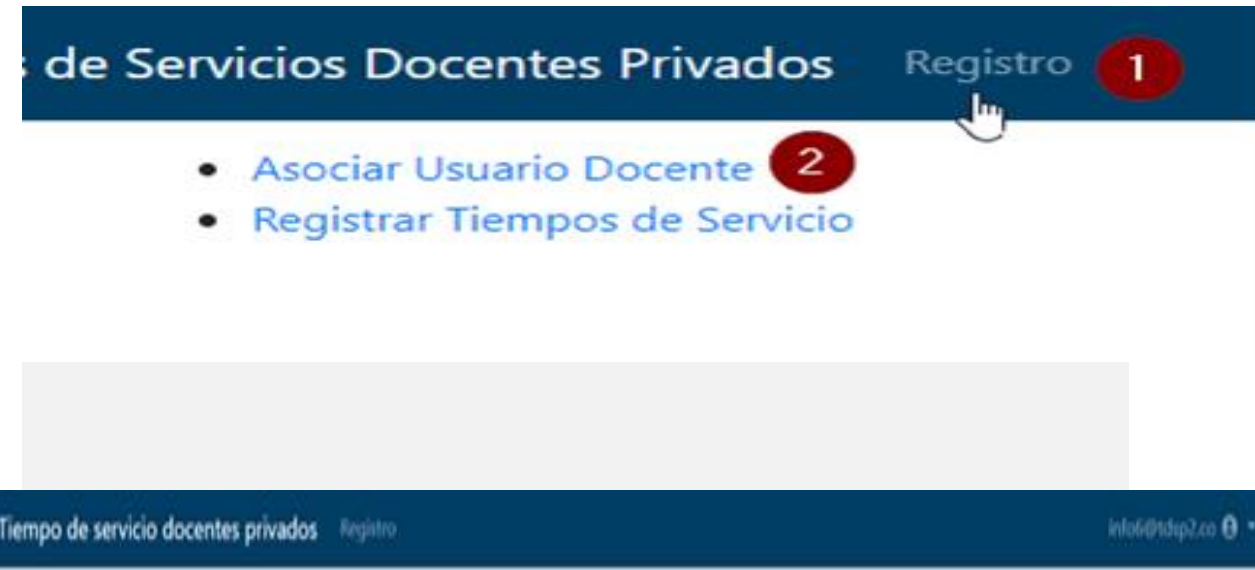 s de Servicios Docentes Privados Registro 1
Asociar Usuario Docente 2
Registrar Tiempos de Servicio
Tiempo de servicio docentes privados Registro